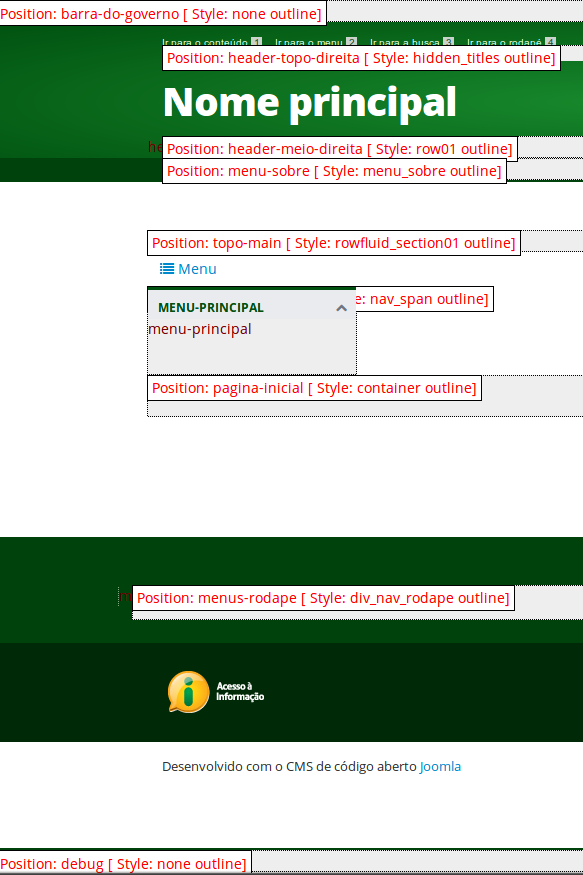 Position: barra-do-governo [ Style: none outline]
Ir para o conteúdo 1 Ir para o menu 2 Ir para a busca 3 Ir para o rodapé 4
Position: header-topo-direita [ Style: hidden_titles outline]
Nome principal
Position: header-meio-direita [ Style: row01 outline]
Position: menu-sobre [ Style: menu_sobre outline]
Position: topo-main [ Style: rowfluid_section01 outline]
Menu
e: nav_span outline]
MENU-PRINCIPAL
menu-principal
Position: pagina-inicial [ Style: container outline]
Position: menus-rodape [ Style: div_nav_rodape outline]
Acesso à
Informação
Desenvolvido com o CMS de código aberto Joomla
Position: debug [ Style: none outline]